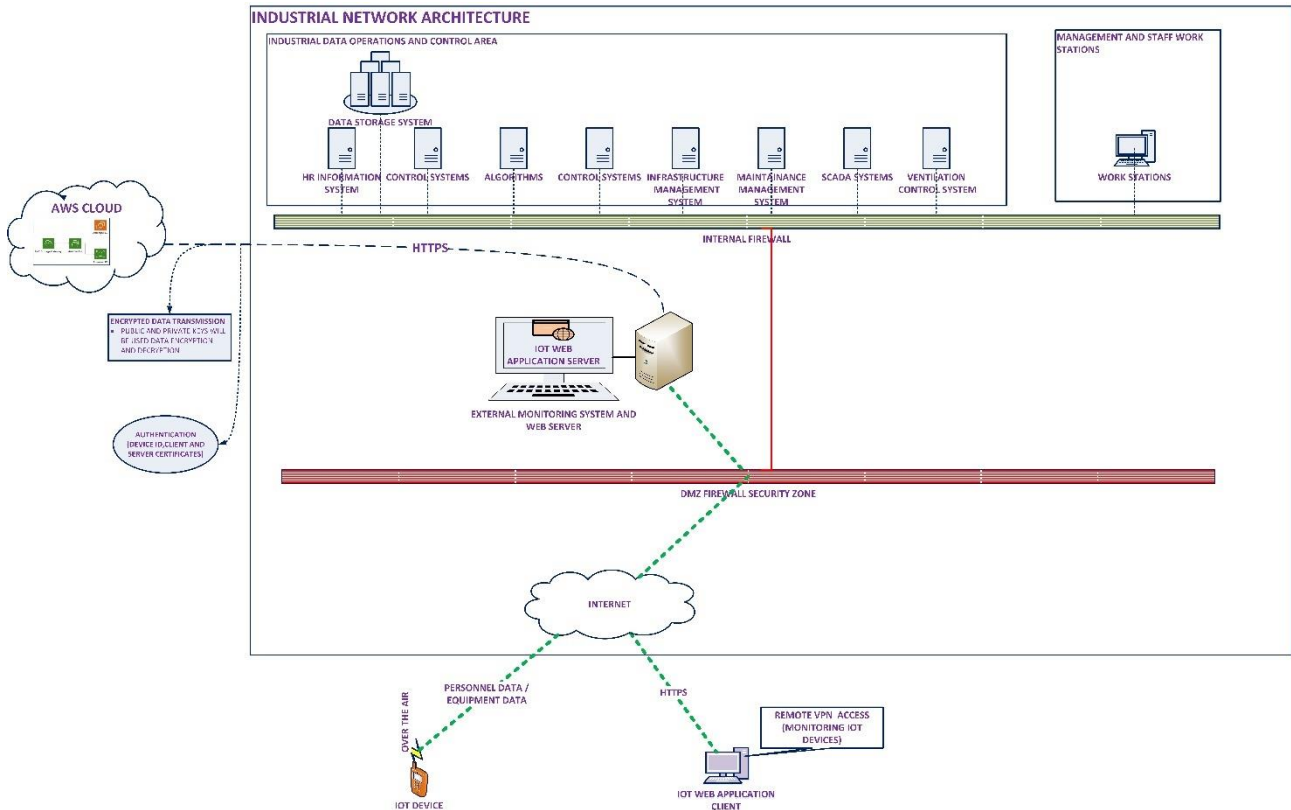 INDUSTRIAL NETWORK ARCHITECTURE
INDUSTRIAL DATA OPERATIONS AND CONTROL AREA
DATA STORAGE SYSTEM
HR INFORMATION
SYSTEM
CONTROL SYSTEMS
ALGORITHMS
CONTROL SYSTEMS
INFRASTRUCTURE
MANAGEMENT
SYSTEM
MAINTAINANCE
MANAGEMENT
SYSTEM
SCADA SYSTEMS
VENTILATION
CONTROL SYSTEM
MANAGEMENT AND STAFF WORK
STATIONS
WORK STATIONS
INTERNAL FIREWALL
AWS CLOUD
HTTPS
ENCRYPTED DATA TRANSMISSION
• PUBLIC AND PRIVATE KEYS WILL
BE USED DATA ENCRYPTION
AND DECRYPTION
AUTHENTICATION
(DEVICE ID,CLIENT AND
SERVER CERTIFICATES)
IOT WEB
APPLICATION SERVER
EXTERNAL MONITORING SYSTEM AND
WEB SERVER
DMZ FIREWALL SECURITY ZONE
INTERNET
PERSONNEL DATA /
EQUIPMENT DATA
HTTPS
OVER THE AIR
IOT DEVICE
REMOTE VPN ACCESS
(MONITORING IOT
DEVICES)
IOT WEB APPLICATION
CLIENT